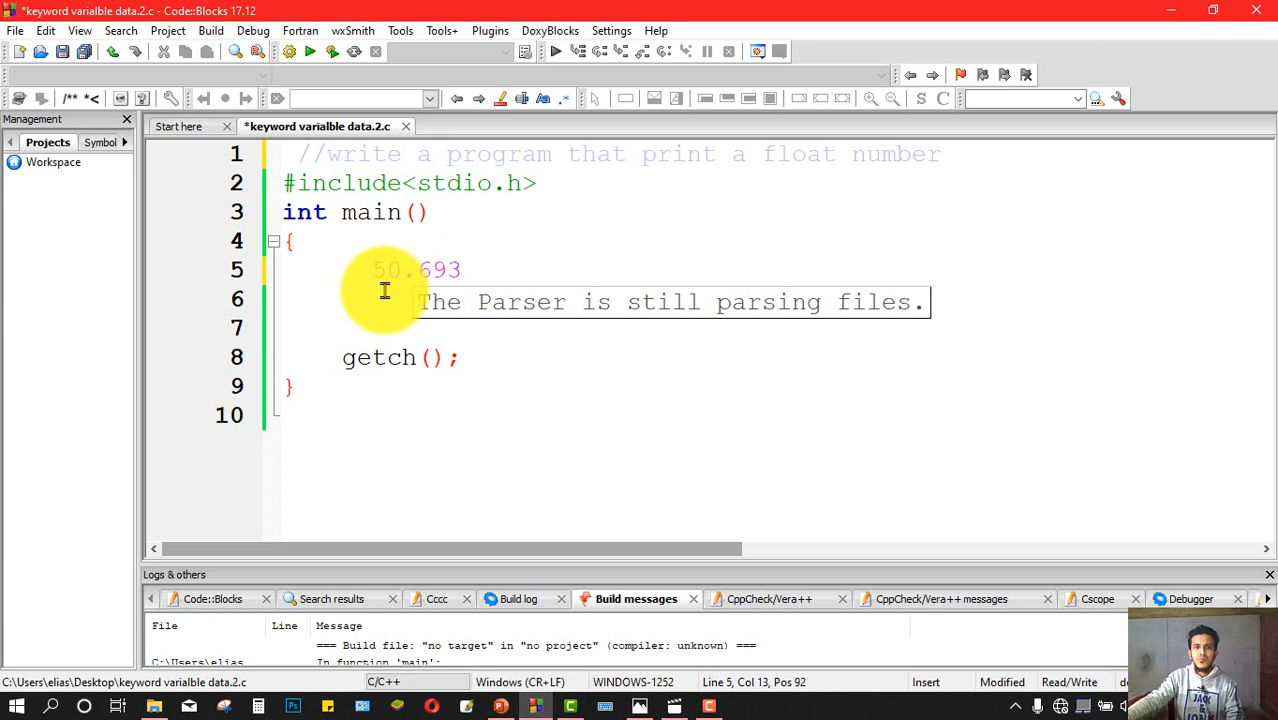 *keyword varialble data.2.c - Code::Blocks 17.12
File Edit View Search Project Build Debug Fortran wxSmith Tools Tools+ Plugins DoxyBlocks Settings Help
/** *<
S C
Management
Start here
*keyword varialble data.2.c
Projects Symbol
Workspace
1 //write a program that print a float number
2 #include<stdio.h>
3 int main()
4 {
5 50.693
6 The Parser is still parsing files.
7
8 getch();
9 }
10
Logs & others
Code::Blocks Search results Cccc Build log Build messages CppCheck/Vera++ CppCheck/Vera++ messages Cscope Debugger
File Line Message
=== Build file: "no target" in "no project" (compiler: unknown) ===
C:\Users\elias... In function 'main':
C:\Users\elias\Desktop\keyword varialble data.2.c C/C++ Windows (CR+LF) WINDOWS-1252 Line 5, Col 13, Pos 92 Insert Modified Read/Write